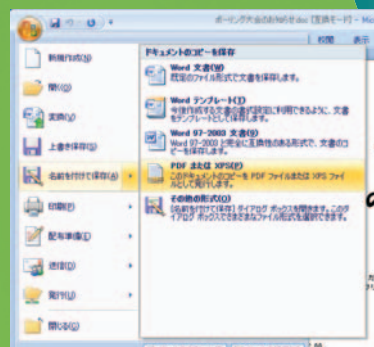 ボーリング大会のお知らせ.doc [互換モード] - Mic
校閲 表示
新規作成(N)
開く(O)
変換(V)
上書き保存(S)
名前を付けて保存(A)
印刷(P)
配布準備(E)
送信(D)
発行(U)
閉じる(C)
ドキュメントのコピーを保存
Word 文書(W)
既定のファイル形式で文書を保存します。
Word テンプレート(T)
今後作成する文書の書式設定に利用できるように、文書
をテンプレートとして保存します。
Word 97-2003 文書(9)
Word 97-2003 と完全に互換性のある形式で、文書のコ
ピーを保存します。
PDF または XPS(P)
このドキュメントのコピーを PDF ファイルまたは XPS ファイ
ルとして発行します。
その他の形式(O)
[名前を付けて保存] ダイアログ ボックスを開きます。このダ
イアログ ボックスでさまざまなファイル形式を選択できます。
の